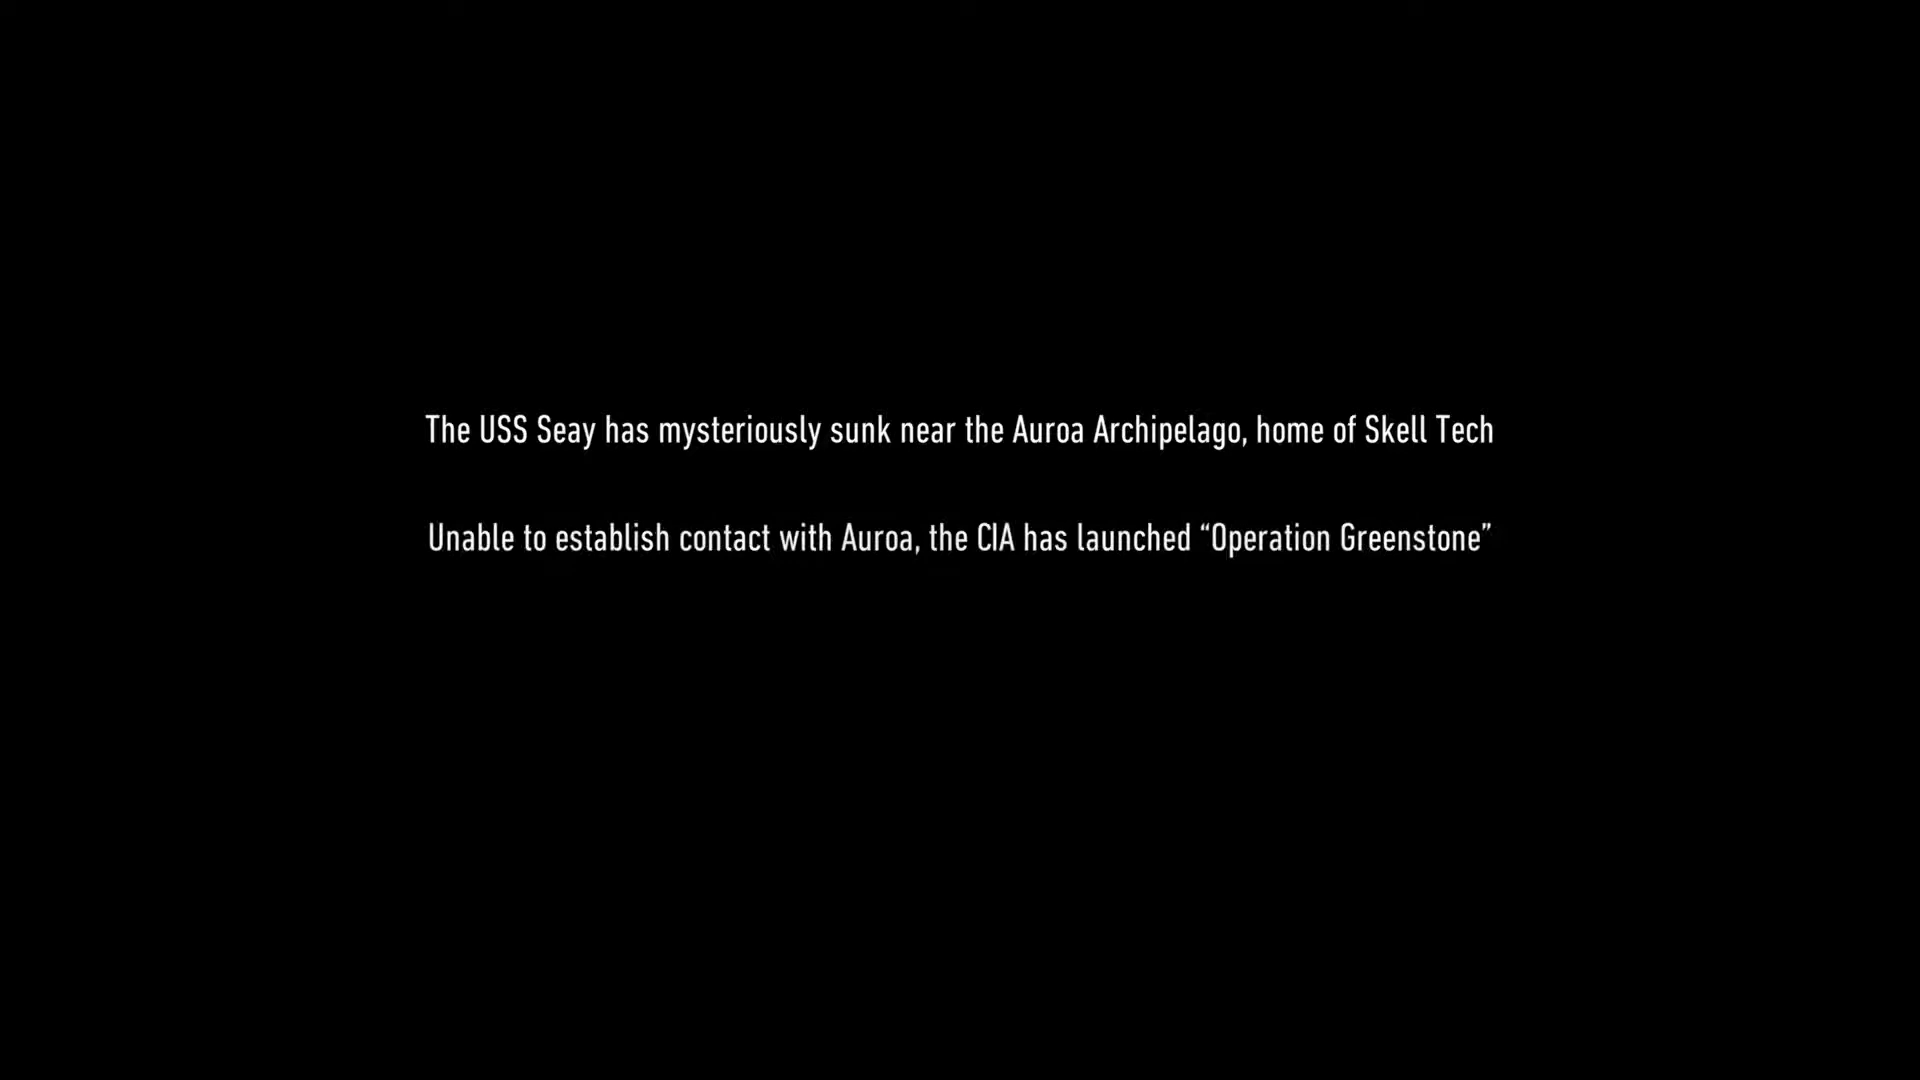 The USS Seay has mysteriously sunk near the Auroa Archipelago, home of Skell Tech
Unable to establish contact with Auroa, the CIA has launched “Operation Greenstone”